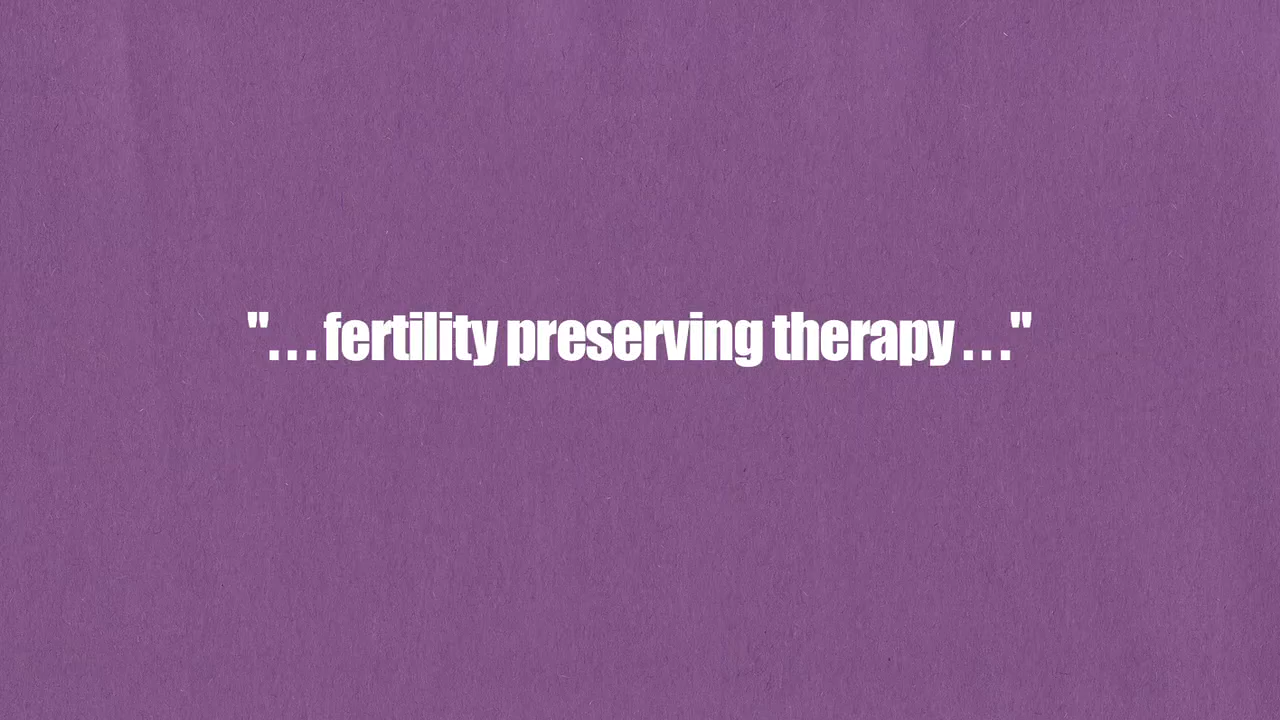 ". . . fertility preserving therapy . . ."